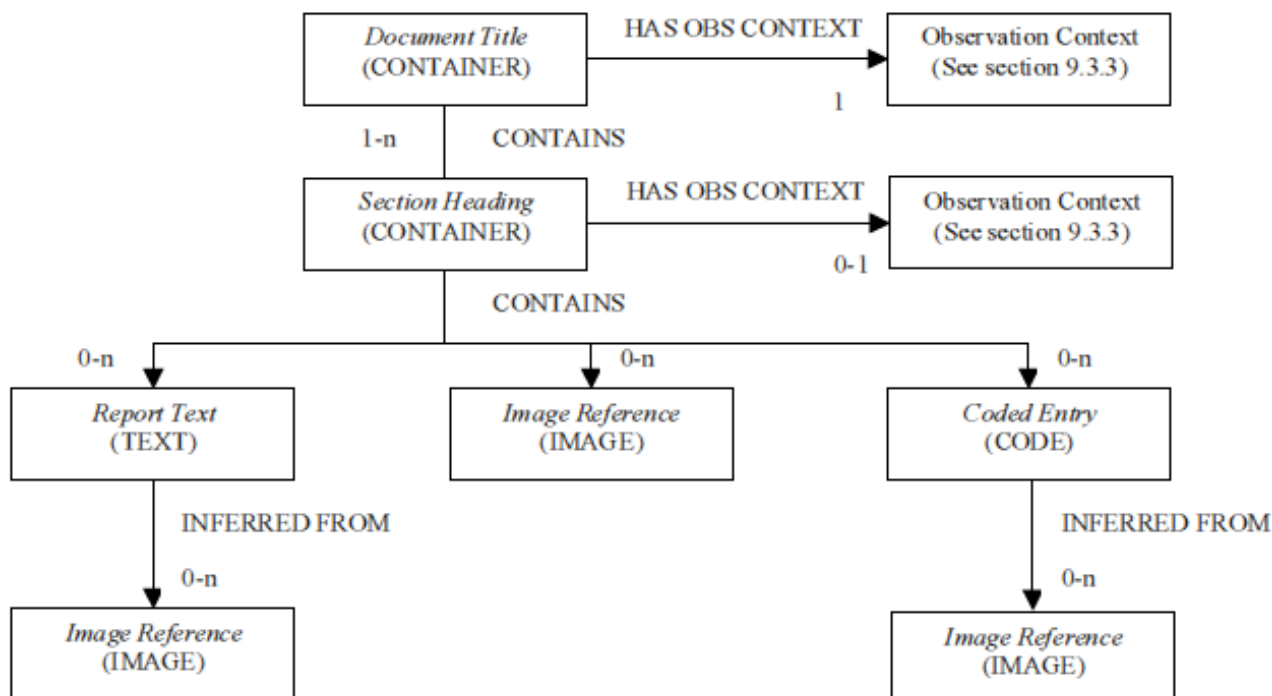 Document Title
(CONTAINER)
HAS OBS CONTEXT
1
Observation Context
(See section 9.3.3)
1-n
CONTAINS
Section Heading
(CONTAINER)
HAS OBS CONTEXT
0-1
Observation Context
(See section 9.3.3)
CONTAINS
0-n
0-n
0-n
Report Text
(TEXT)
Image Reference
(IMAGE)
Coded Entry
(CODE)
INFERRED FROM
0-n
INFERRED FROM
0-n
Image Reference
(IMAGE)
Image Reference
(IMAGE)